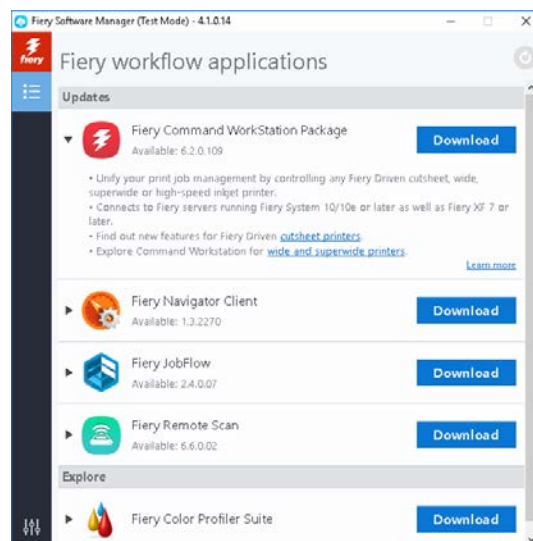 Fiery Software Manager (Test Mode) - 4.1.0.14
fiery
Fiery workflow applications
Updates
Fiery Command WorkStation Package
Available: 6.2.0.109
Download
• Unify your print job management by controlling any Fiery Driven cutsheet, wide,
superwide or high-speed inkjet printer.
• Connects to Fiery servers running Fiery System 10/10e or later as well as Fiery XF 7 or
later.
• Find out new features for Fiery Driven cutsheet printers.
• Explore Command Workstation for wide and superwide printers.
Learn more
Fiery Navigator Client
Available: 1.3.2270
Download
Fiery JobFlow
Available: 2.4.0.07
Download
Fiery Remote Scan
Available: 6.6.0.02
Download
Explore
Fiery Color Profiler Suite
Download